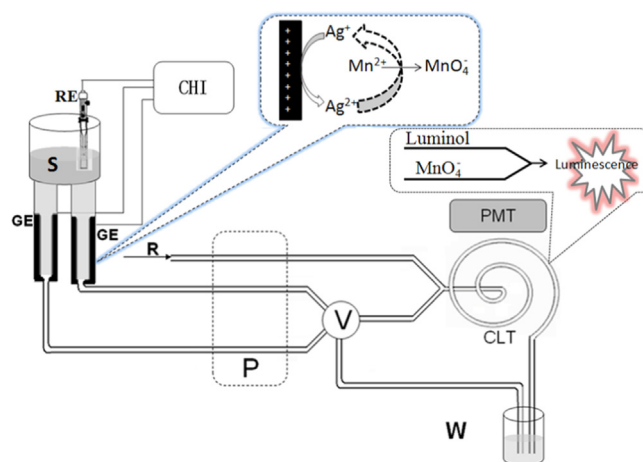 Ag⁺
Mn²⁺
MnO₄⁻
Ag²⁺
RE
CHI
S
GE
GE
Luminol
MnO₄⁻
Luminescence
PMT
R
V
CLT
P
W